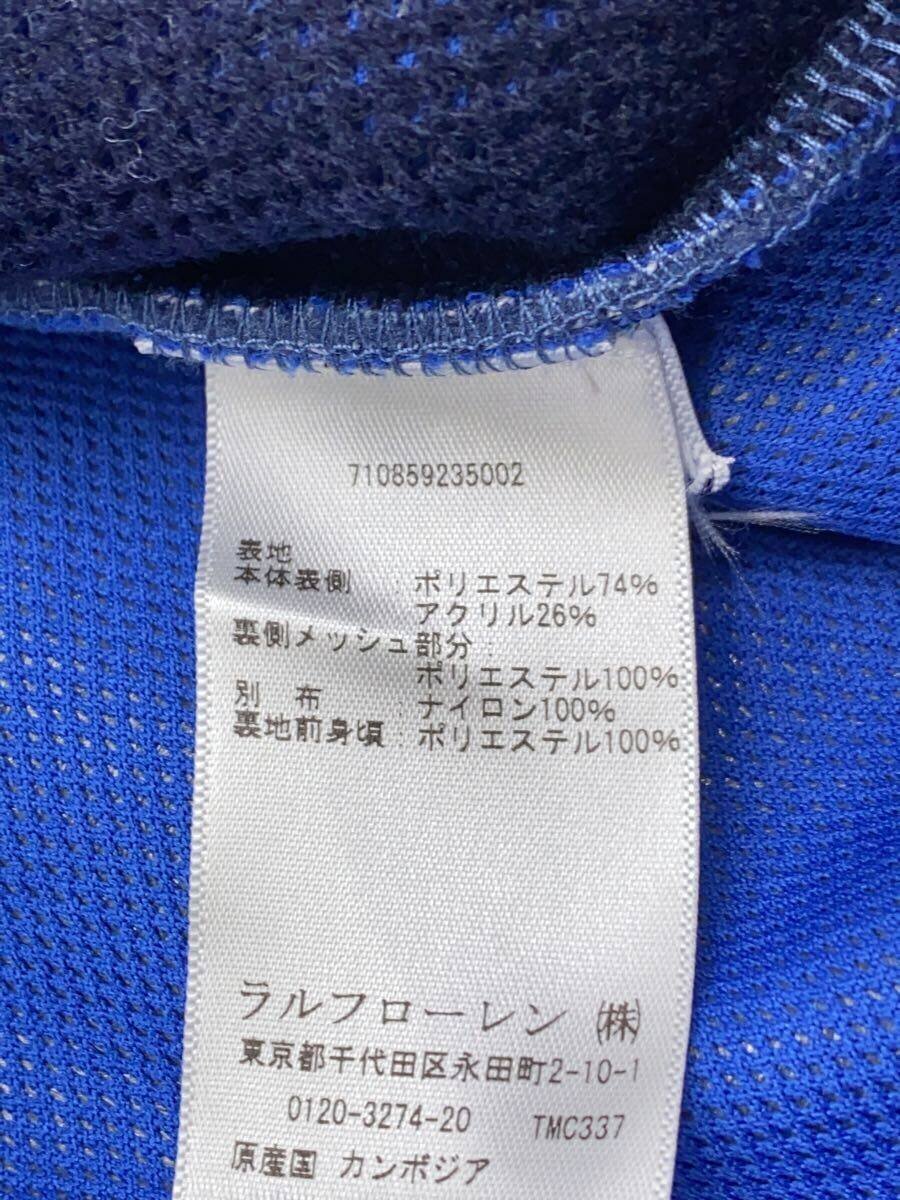 710859235002
表地
本体表側 : ポリエステル74%
アクリル26%
裏側メッシュ部分 :
ポリエステル100%
別 布 : ナイロン100%
裏地前身頃 : ポリエステル100%
ラルフローレン ㈱
東京都千代田区永田町2-10-1
0120-3274-20 TMC337
原産国 カンボジア